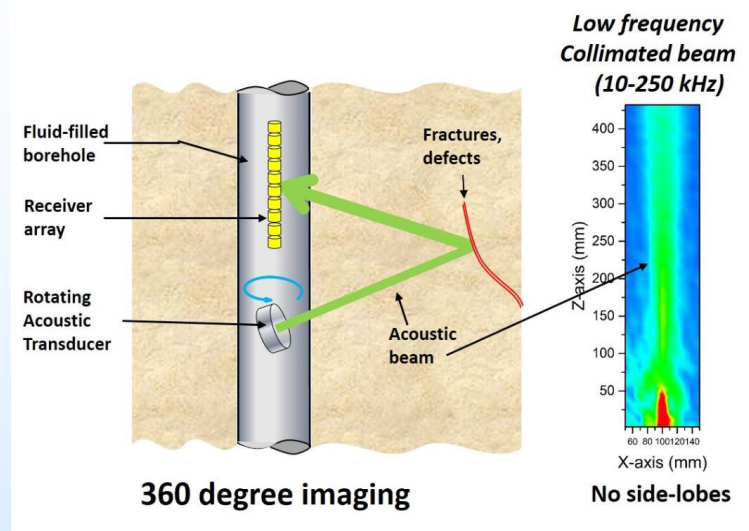 Low frequency
Collimated beam
(10-250 kHz)
Fluid-filled
borehole
Receiver
array
Rotating
Acoustic
Transducer
Fractures,
defects
Acoustic
beam
Z-axis (mm)
400
350
300
250
200
150
100
50
60 80 100 120 140
X-axis (mm)
360 degree imaging
No side-lobes